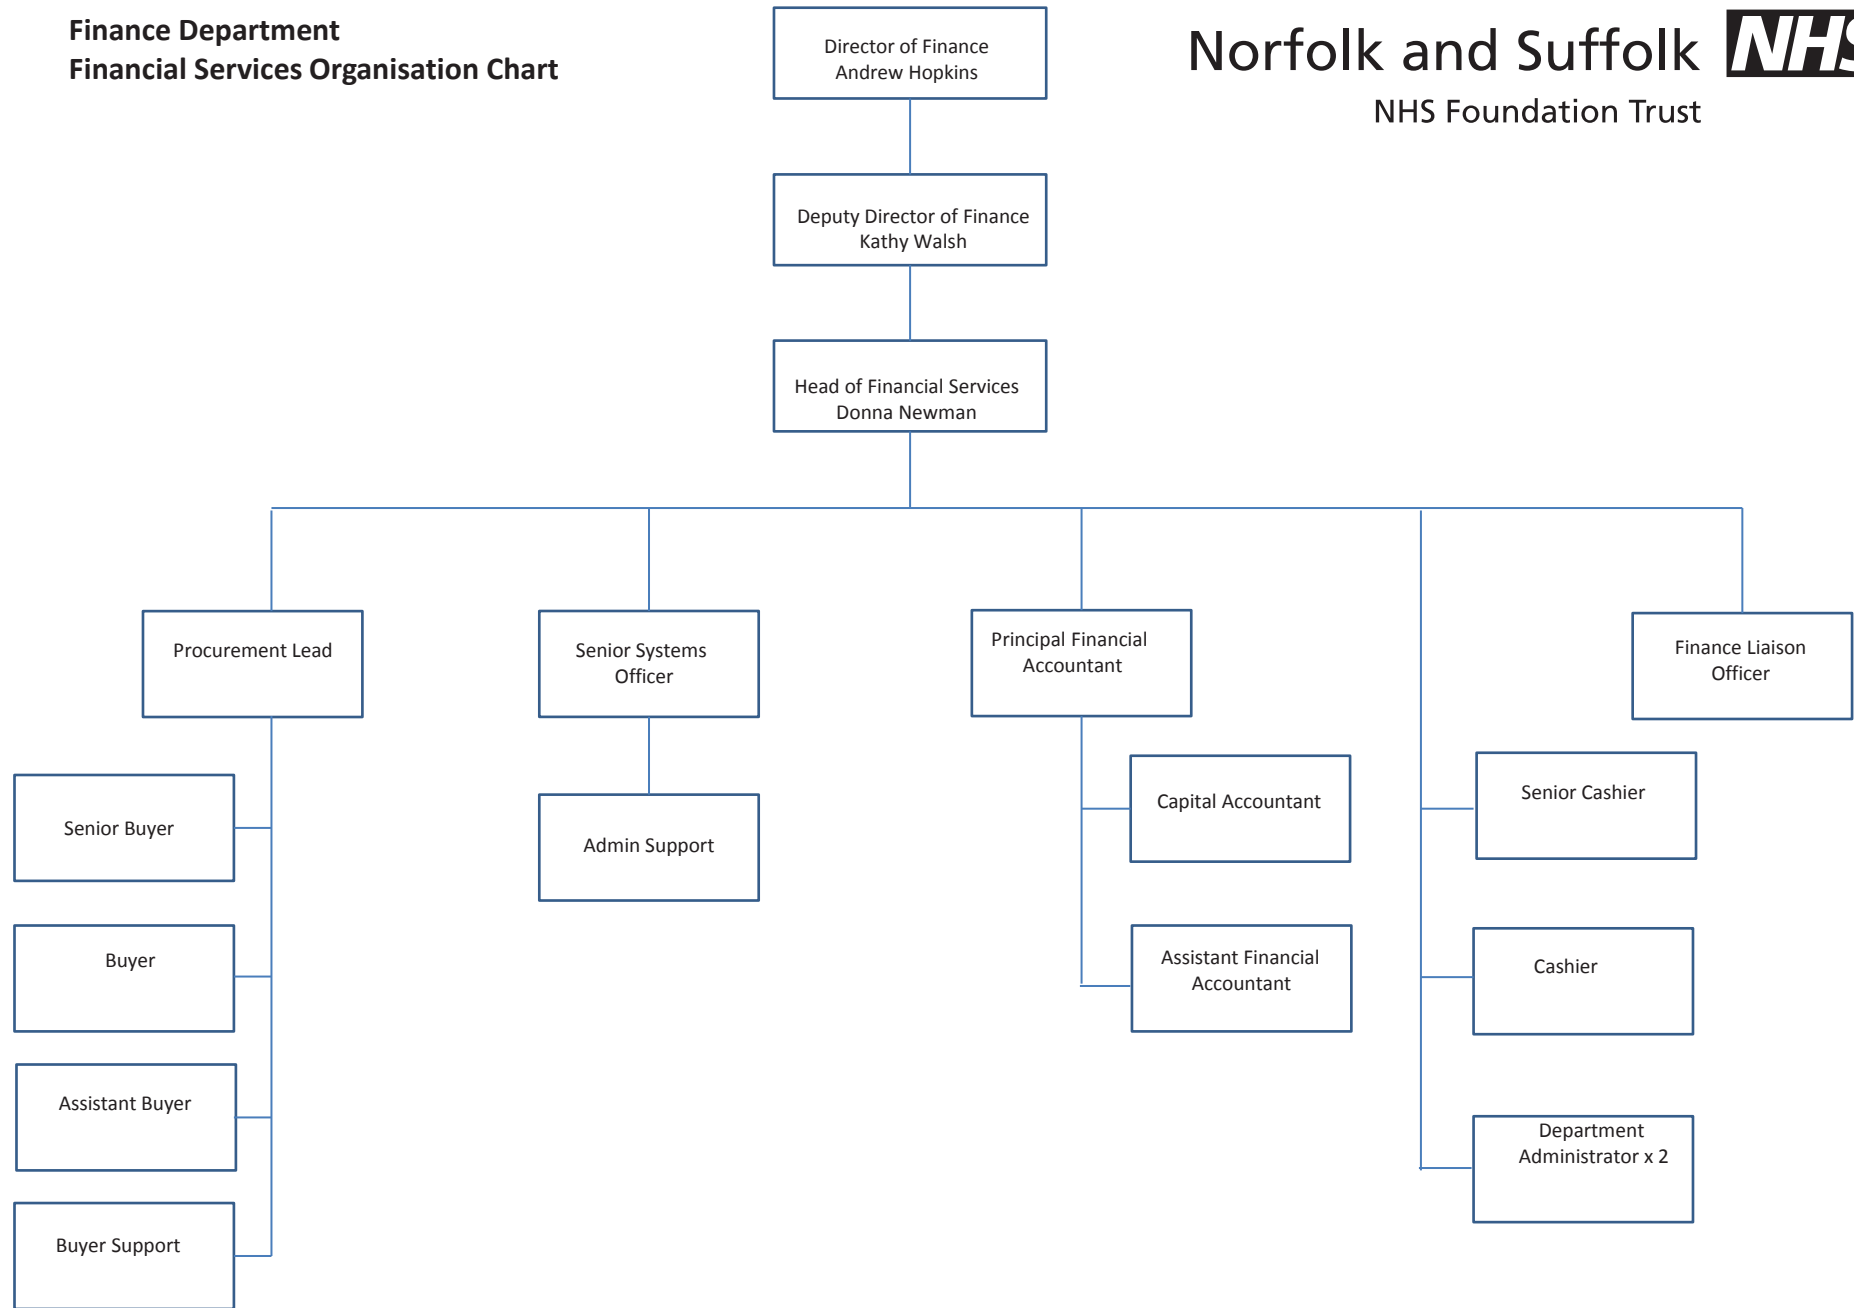 Finance Department
Financial Services Organisation Chart
Norfolk and Suffolk NHS
NHS Foundation Trust
Director of Finance
Andrew Hopkins
Deputy Director of Finance
Kathy Walsh
Head of Financial Services
Donna Newman
Procurement Lead
Senior Systems
Officer
Principal Financial
Accountant
Finance Liaison
Officer
Senior Buyer
Buyer
Assistant Buyer
Buyer Support
Admin Support
Capital Accountant
Assistant Financial
Accountant
Senior Cashier
Cashier
Department
Administrator x 2